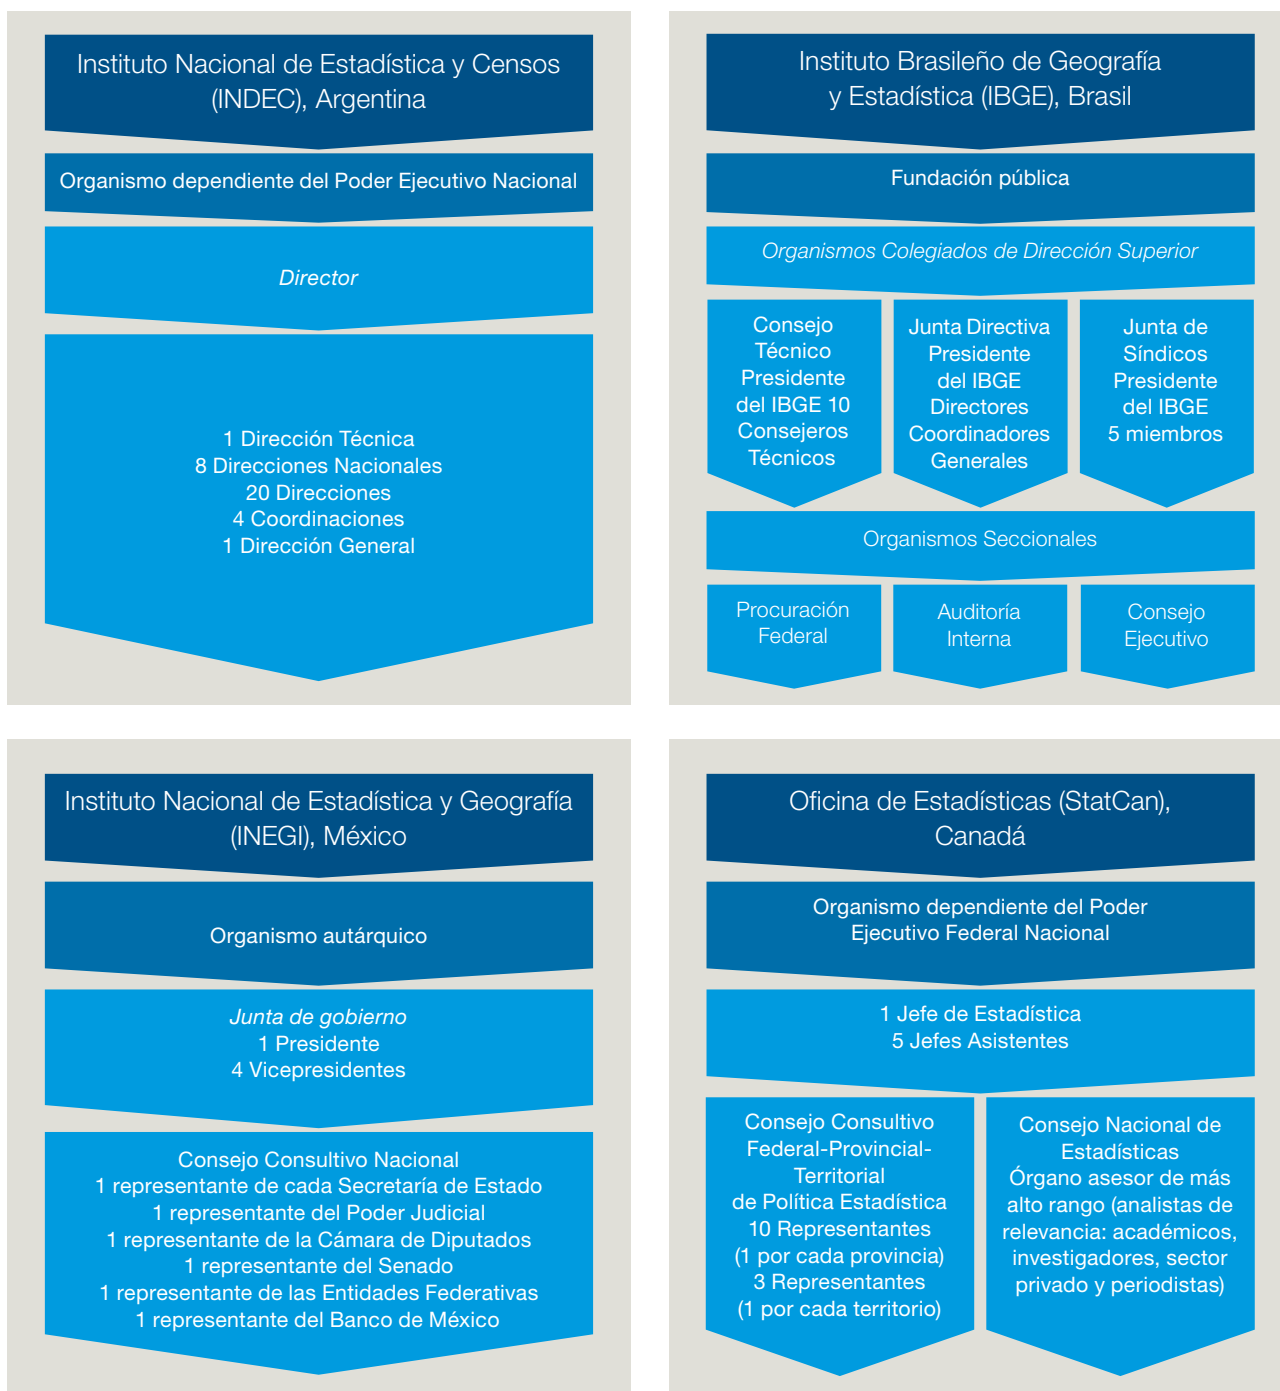 Instituto Nacional de Estadística y Censos
(INDEC), Argentina
Organismo dependiente del Poder Ejecutivo Nacional
Director
1 Dirección Técnica
8 Direcciones Nacionales
20 Direcciones
4 Coordinaciones
1 Dirección General
Instituto Brasileño de Geografía
y Estadística (IBGE), Brasil
Fundación pública
Organismos Colegiados de Dirección Superior
Consejo
Técnico
Presidente
del IBGE 10
Consejeros
Técnicos
Junta Directiva
Presidente
del IBGE
Directores
Coordinadores
Generales
Junta de
Síndicos
Presidente
del IBGE
5 miembros
Organismos Seccionales
Procuración
Federal
Auditoría
Interna
Consejo
Ejecutivo
Instituto Nacional de Estadística y Geografía
(INEGI), México
Organismo autárquico
Junta de gobierno
1 Presidente
4 Vicepresidentes
Consejo Consultivo Nacional
1 representante de cada Secretaría de Estado
1 representante del Poder Judicial
1 representante de la Cámara de Diputados
1 representante del Senado
1 representante de las Entidades Federativas
1 representante del Banco de México
Oficina de Estadísticas (StatCan),
Canadá
Organismo dependiente del Poder
Ejecutivo Federal Nacional
1 Jefe de Estadística
5 Jefes Asistentes
Consejo Consultivo
Federal-Provincial-
Territorial
de Política Estadística
10 Representantes
(1 por cada provincia)
3 Representantes
(1 por cada territorio)
Consejo Nacional de
Estadísticas
Órgano asesor de más
alto rango (analistas de
relevancia: académicos,
investigadores, sector
privado y periodistas)